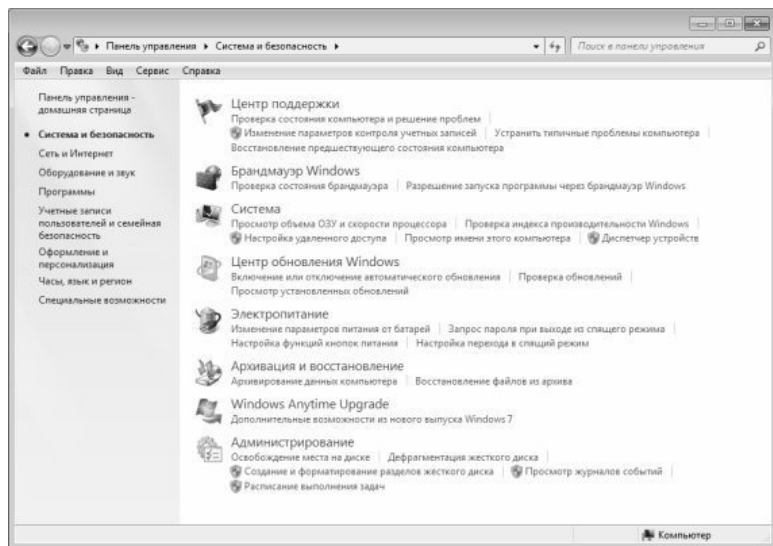 Панель управления ▸ Система и безопасность ▸
Поиск в панели управления
Файл Правка Вид Сервис Справка
Панель управления -
домашняя страница
Система и безопасность
Сеть и Интернет
Оборудование и звук
Программы
Учетные записи
пользователей и семейная
безопасность
Оформление и
персонализация
Часы, язык и регион
Специальные возможности
Центр поддержки
Проверка состояния компьютера и решение проблем
Изменение параметров контроля учетных записей Устранить типичные проблемы компьютера
Восстановление предшествующего состояния компьютера
Брандмауэр Windows
Проверка состояния брандмауэра Разрешение запуска программы через брандмауэр Windows
Система
Просмотр объема ОЗУ и скорости процессора Проверка индекса производительности Windows
Настройка удаленного доступа Просмотр имени этого компьютера Диспетчер устройств
Центр обновления Windows
Включение или отключение автоматического обновления Проверка обновлений
Просмотр установленных обновлений
Электропитание
Изменение параметров питания от батарей Запрос пароля при выходе из спящего режима
Настройка функций кнопок питания Настройка перехода в спящий режим
Архивация и восстановление
Архивирование данных компьютера Восстановление файлов из архива
Windows Anytime Upgrade
Дополнительные возможности из нового выпуска Windows 7
Администрирование
Освобождение места на диске Дефрагментация жесткого диска
Создание и форматирование разделов жесткого диска Просмотр журналов событий
Расписание выполнения задач
Компьютер